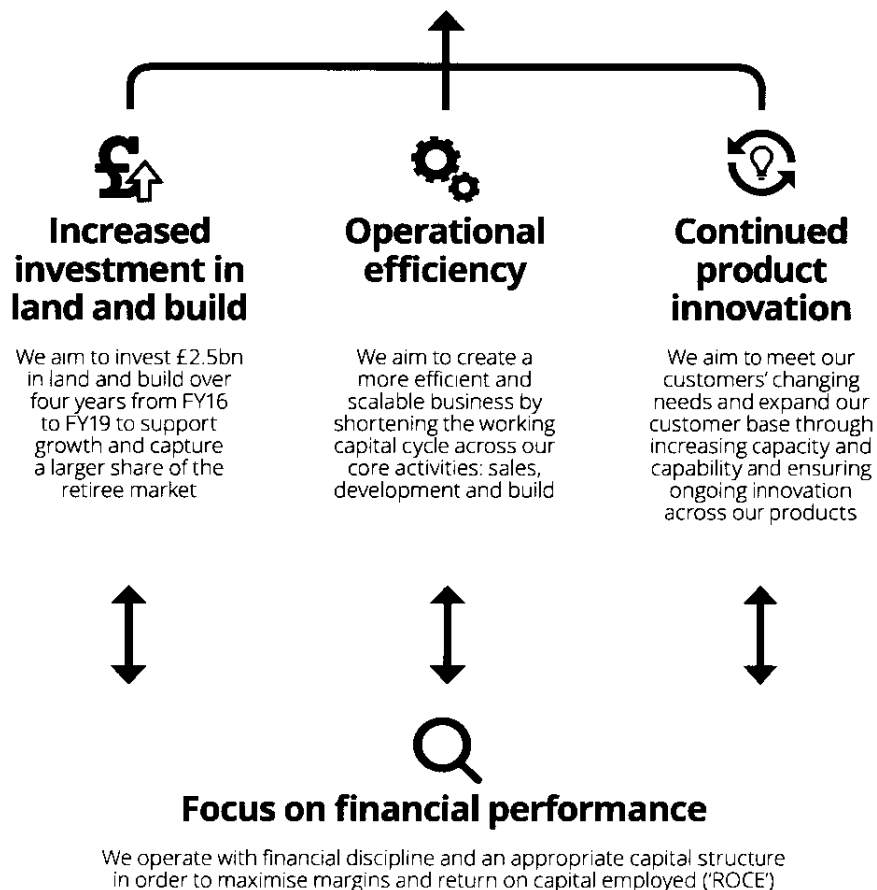 Increased
investment in
land and build
We aim to invest £2.5bn
in land and build over
four years from FY16
to FY19 to support
growth and capture
a larger share of the
retiree market
Operational
efficiency
We aim to create a
more efficient and
scalable business by
shortening the working
capital cycle across our
core activities: sales,
development and build
Continued
product
innovation
We aim to meet our
customers’ changing
needs and expand our
customer base through
increasing capacity and
capability and ensuring
ongoing innovation
across our products
Focus on financial performance
We operate with financial discipline and an appropriate capital structure
in order to maximise margins and return on capital employed (‘ROCE’)